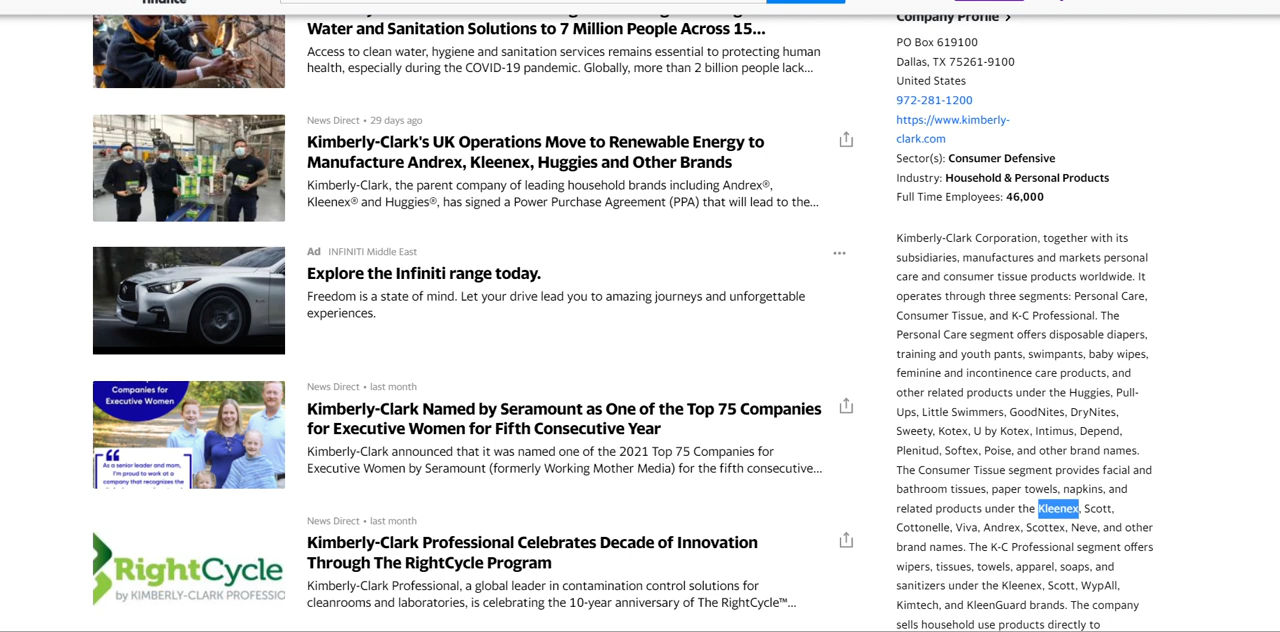 Water and Sanitation Solutions to 7 Million People Across 15...
Access to clean water, hygiene and sanitation services remains essential to protecting human
health, especially during the COVID-19 pandemic. Globally, more than 2 billion people lack...
News Direct • 29 days ago
Kimberly-Clark's UK Operations Move to Renewable Energy to
Manufacture Andrex, Kleenex, Huggies and Other Brands
Kimberly-Clark, the parent company of leading household brands including Andrex®,
Kleenex® and Huggies®, has signed a Power Purchase Agreement (PPA) that will lead to the...
Ad INFINITI Middle East
Explore the Infiniti range today.
Freedom is a state of mind. Let your drive lead you to amazing journeys and unforgettable
experiences.
Companies for
Executive Women
As a senior leader and mom,
I'm proud to work at a
company that recognizes the
News Direct • last month
Kimberly-Clark Named by Seramount as One of the Top 75 Companies
for Executive Women for Fifth Consecutive Year
Kimberly-Clark announced that it was named one of the 2021 Top 75 Companies for
Executive Women by Seramount (formerly Working Mother Media) for the fifth consecutive...
RightCycle
by KIMBERLY-CLARK PROFESSIO
News Direct • last month
Kimberly-Clark Professional Celebrates Decade of Innovation
Through The RightCycle Program
Kimberly-Clark Professional, a global leader in contamination control solutions for
cleanrooms and laboratories, is celebrating the 10-year anniversary of The RightCycle™...
Company Profile
PO Box 619100
Dallas, TX 75261-9100
United States
972-281-1200
https://www.kimberly-
clark.com
Sector(s): Consumer Defensive
Industry: Household & Personal Products
Full Time Employees: 46,000
Kimberly-Clark Corporation, together with its
subsidiaries, manufactures and markets personal
care and consumer tissue products worldwide. It
operates through three segments: Personal Care,
Consumer Tissue, and K-C Professional. The
Personal Care segment offers disposable diapers,
training and youth pants, swimpants, baby wipes,
feminine and incontinence care products, and
other related products under the Huggies, Pull-
Ups, Little Swimmers, GoodNites, DryNites,
Sweety, Kotex, U by Kotex, Intimus, Depend,
Plenitud, Softex, Poise, and other brand names.
The Consumer Tissue segment provides facial and
bathroom tissues, paper towels, napkins, and
related products under the Kleenex, Scott,
Cottonelle, Viva, Andrex, Scottex, Neve, and other
brand names. The K-C Professional segment offers
wipers, tissues, towels, apparel, soaps, and
sanitizers under the Kleenex, Scott, WypAll,
Kimtech, and KleenGuard brands. The company
sells household use products directly to